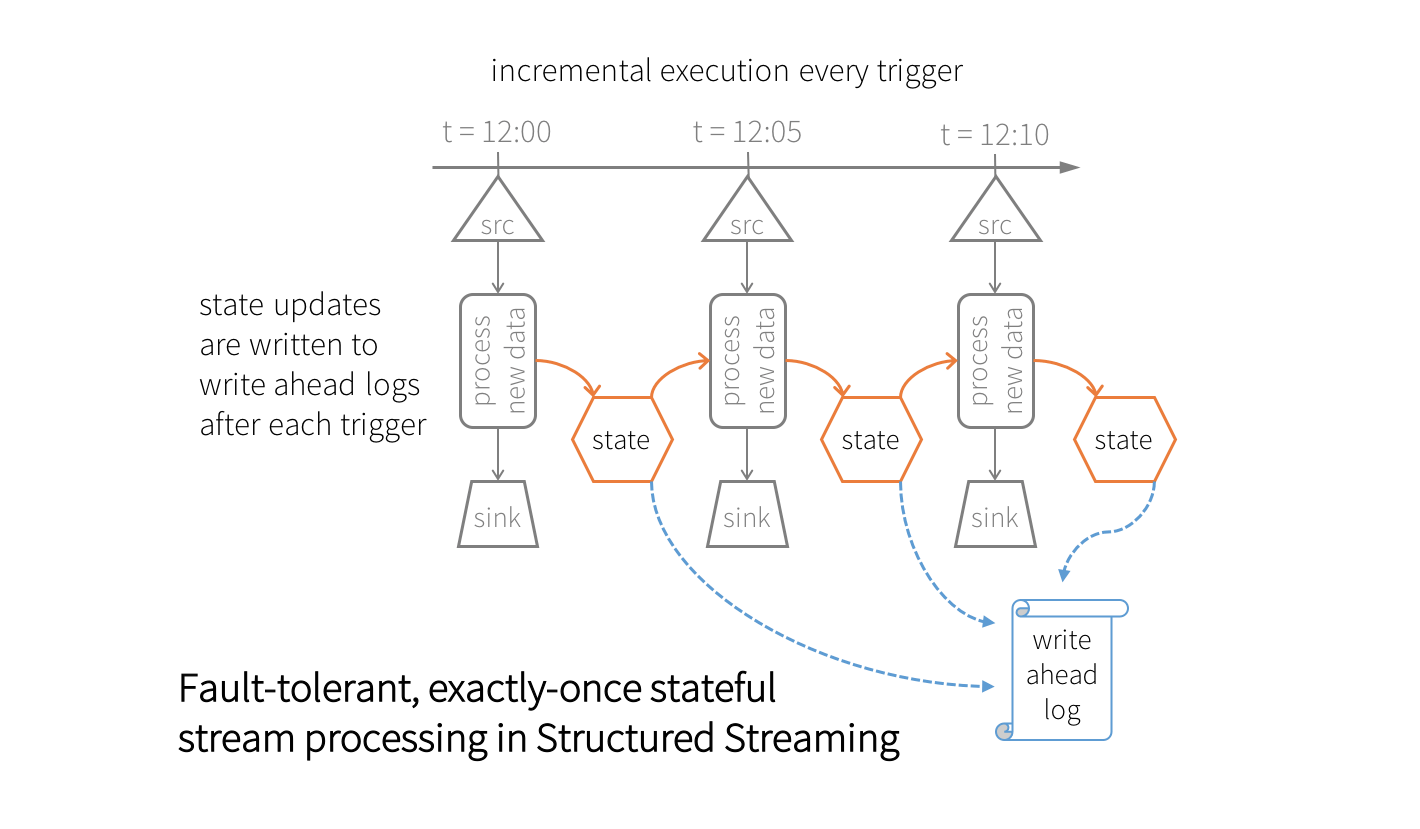 incremental execution every trigger
t = 12:00
t = 12:05
t = 12:10
src
src
src
state updates
are written to
write ahead logs
after each trigger
process
new data
process
new data
process
new data
state
state
state
sink
sink
sink
write
ahead
log
Fault-tolerant, exactly-once stateful
stream processing in Structured Streaming